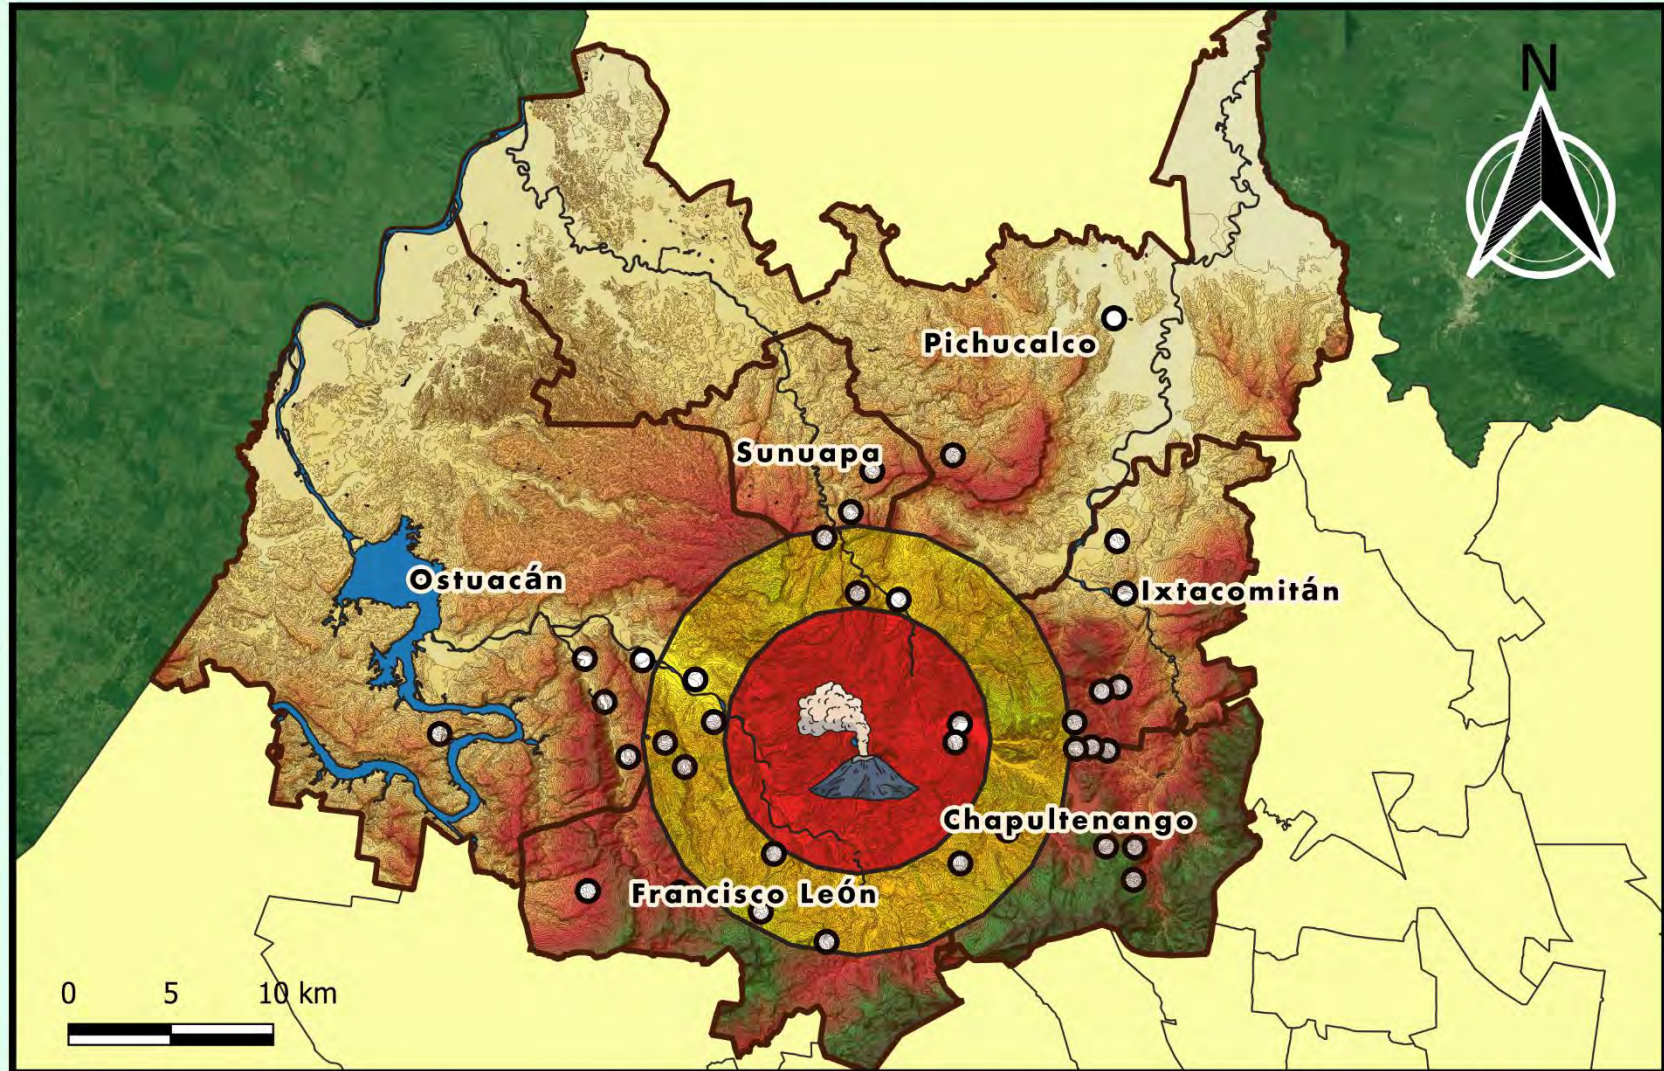 N
Pichucalco
Sunuapa
Ostuacán
Ixtacomitán
Chapultenango
Francisco León
0 5 10 km